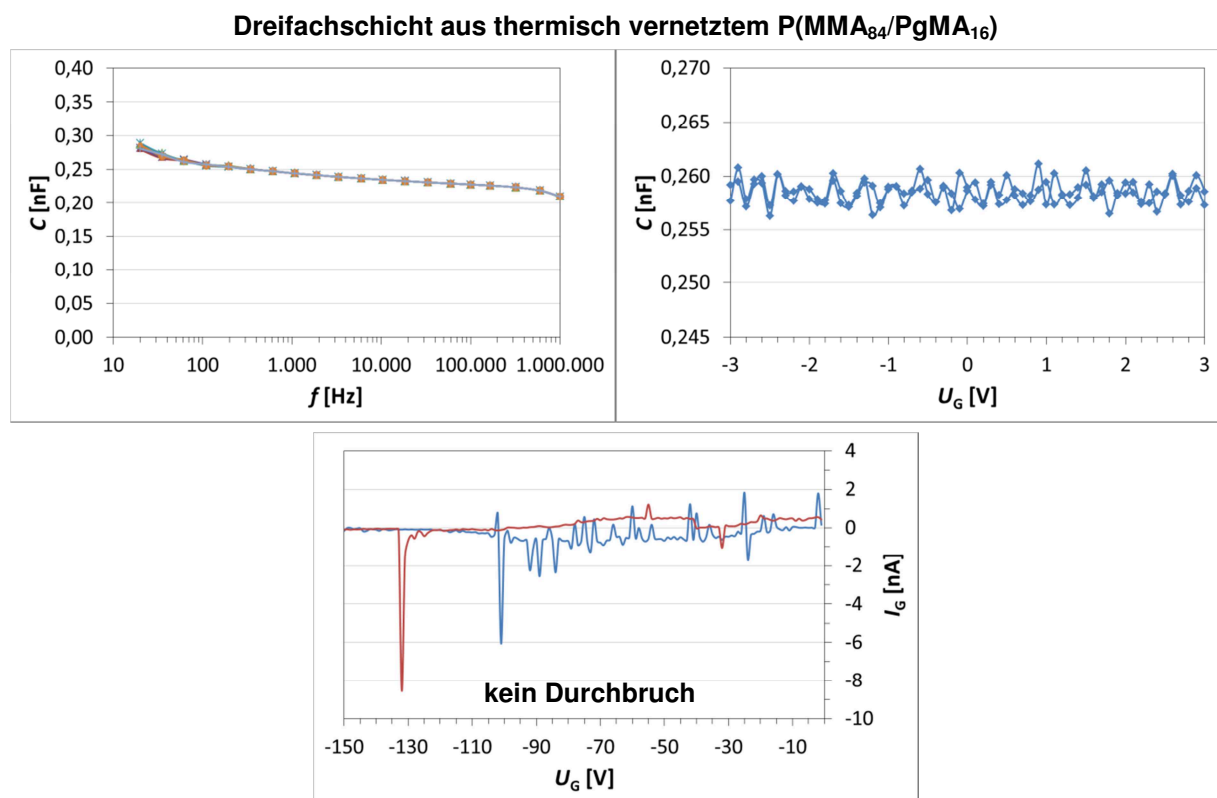 Dreifachschicht aus thermisch vernetztem P(MMA₈₄/PgMA₁₆)
0,40
0,35
0,30
0,25
0,20
0,15
0,10
0,05
0,00
C [nF]
10 100 1.000 10.000 100.000 1.000.000
f [Hz]
0,270
0,265
0,260
0,255
0,250
0,245
C [nF]
-3 -2 -1 0 1 2 3
U_G [V]
4
2
0
-2
-4
-6
-8
-10
I_G [nA]
kein Durchbruch
-150 -130 -110 -90 -70 -50 -30 -10
U_G [V]